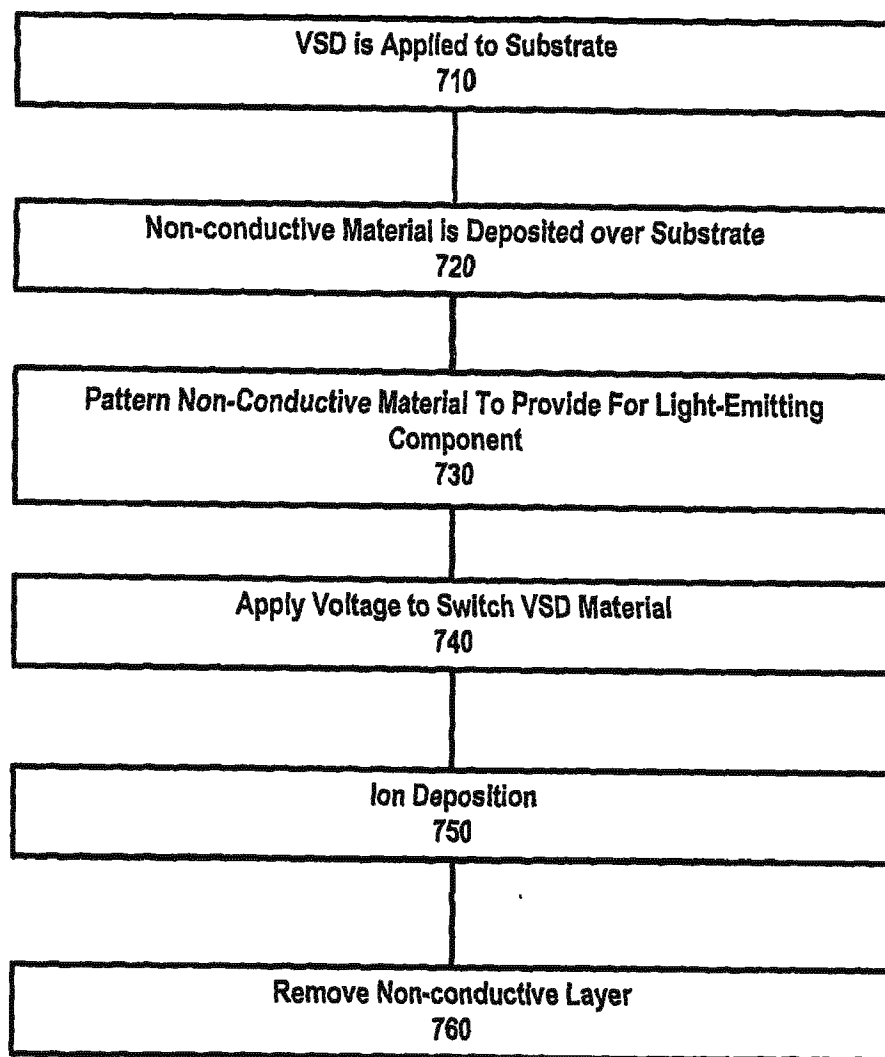 VSD is Applied to Substrate
710
Non-conductive Material is Deposited over Substrate
720
Pattern Non-Conductive Material To Provide For Light-Emitting
Component
730
Apply Voltage to Switch VSD Material
740
Ion Deposition
750
Remove Non-conductive Layer
760